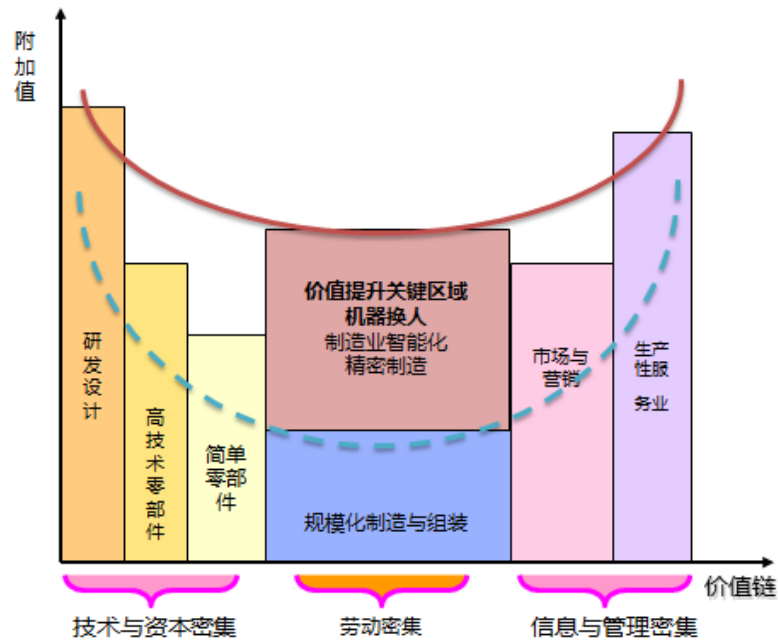 附
加
值
研
发
设
计
高
技
术
零
部
件
简单
零部
件
价值提升关键区域
机器换人
制造业智能化
精密制造
规模化制造与组装
市场与
营销
生产
性服
务业
价值链
技术与资本密集
劳动密集
信息与管理密集